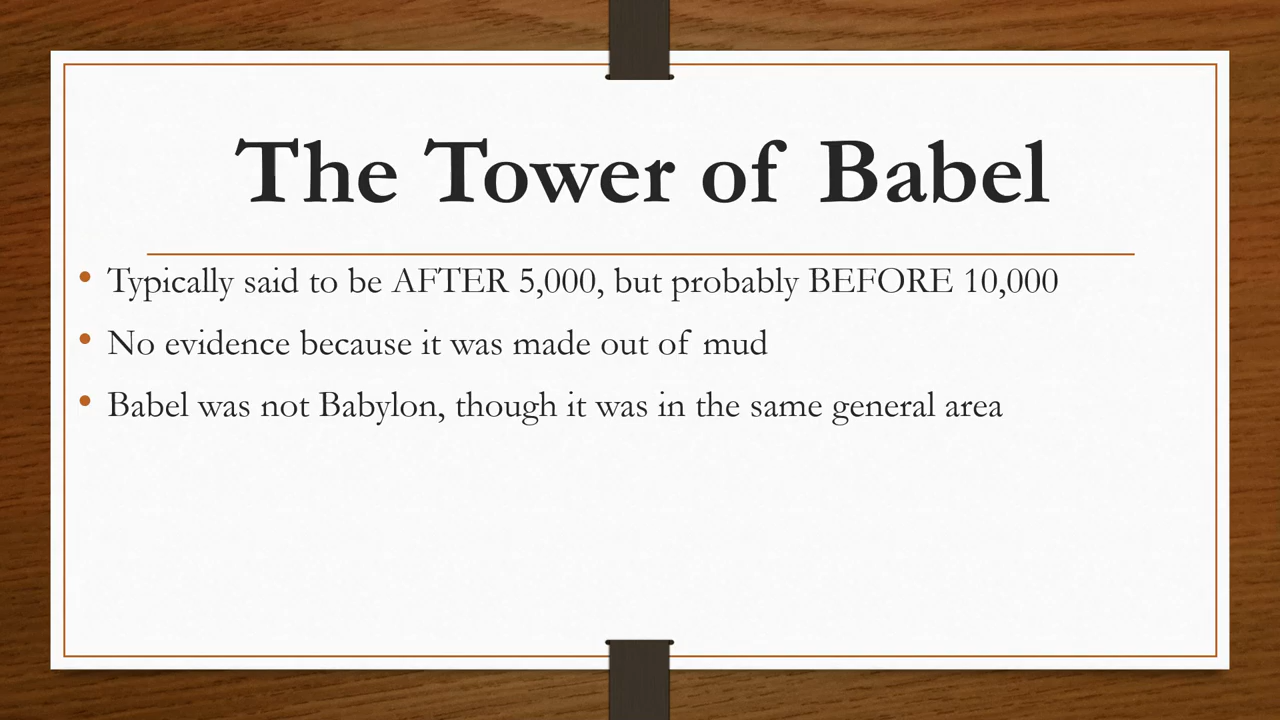 The Tower of Babel
• Typically said to be AFTER 5,000, but probably BEFORE 10,000
• No evidence because it was made out of mud
• Babel was not Babylon, though it was in the same general area